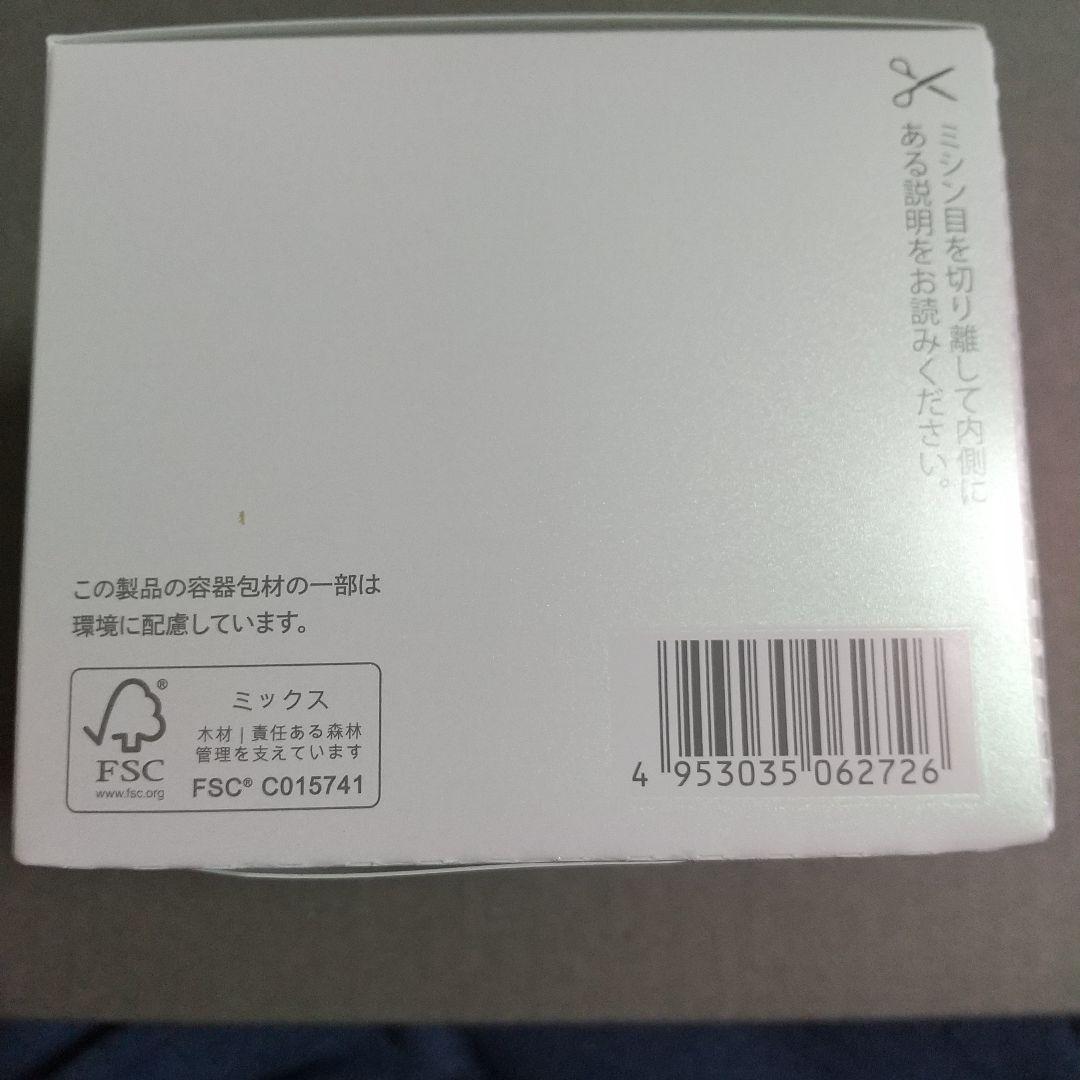 ミシン目を切り離して内側に
ある説明をお読みください。
この製品の容器包材の一部は
環境に配慮しています。
®
FSC
www.fsc.org
ミックス
木材 | 責任ある森林
管理を支えています
FSC® C015741
4 953035 062726